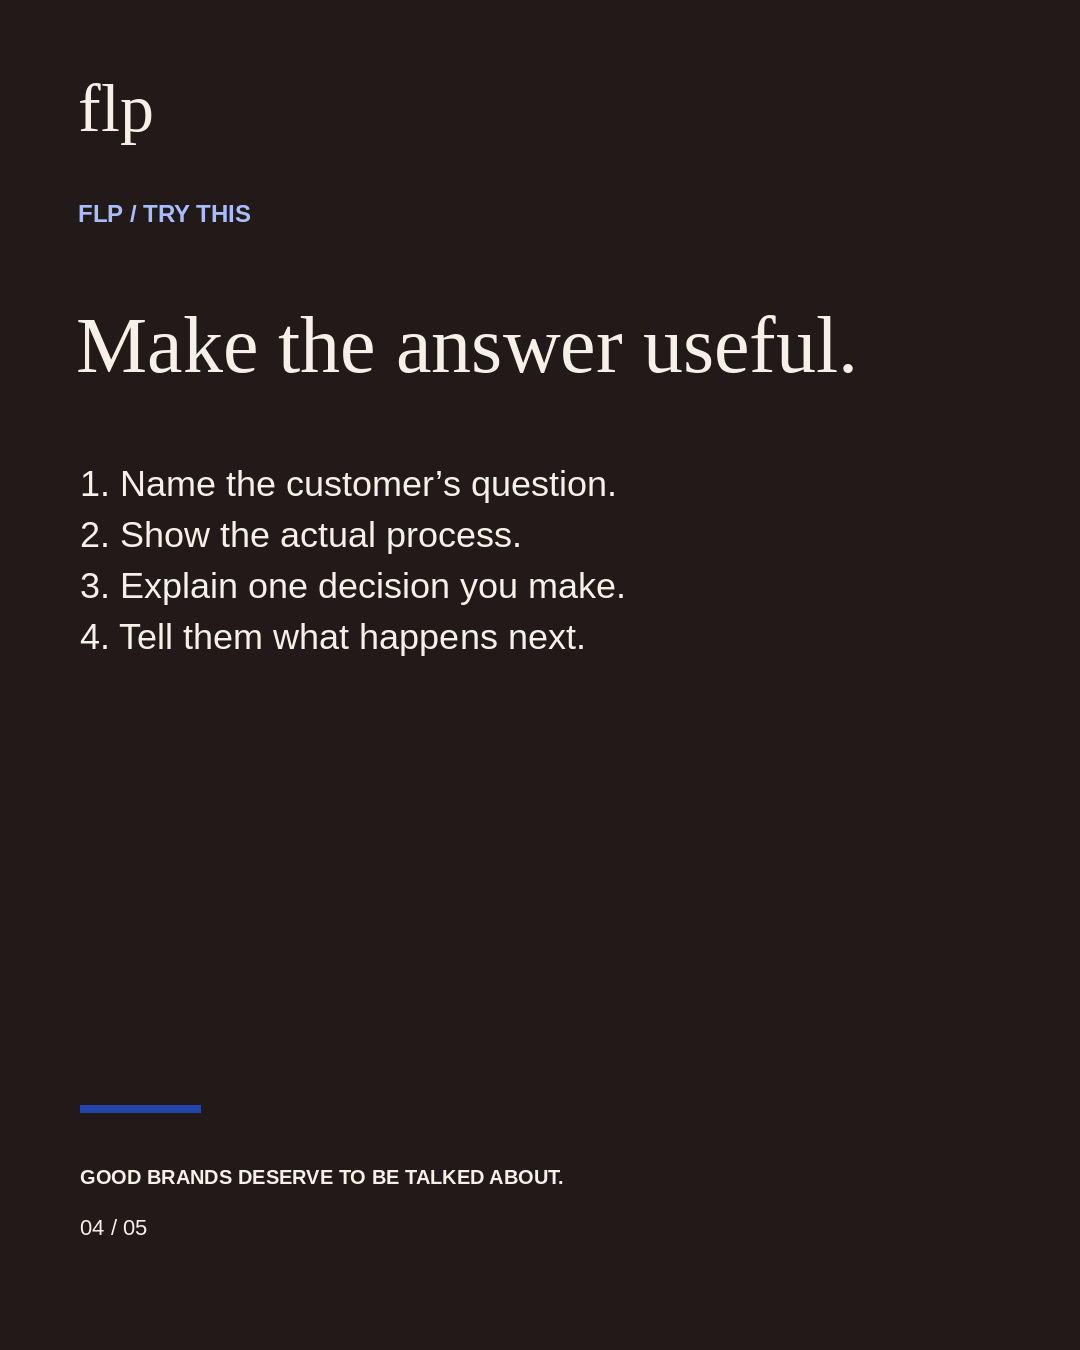 flp
FLP / TRY THIS
Make the answer useful.
1. Name the customer’s question.
2. Show the actual process.
3. Explain one decision you make.
4. Tell them what happens next.
GOOD BRANDS DESERVE TO BE TALKED ABOUT.
04 / 05